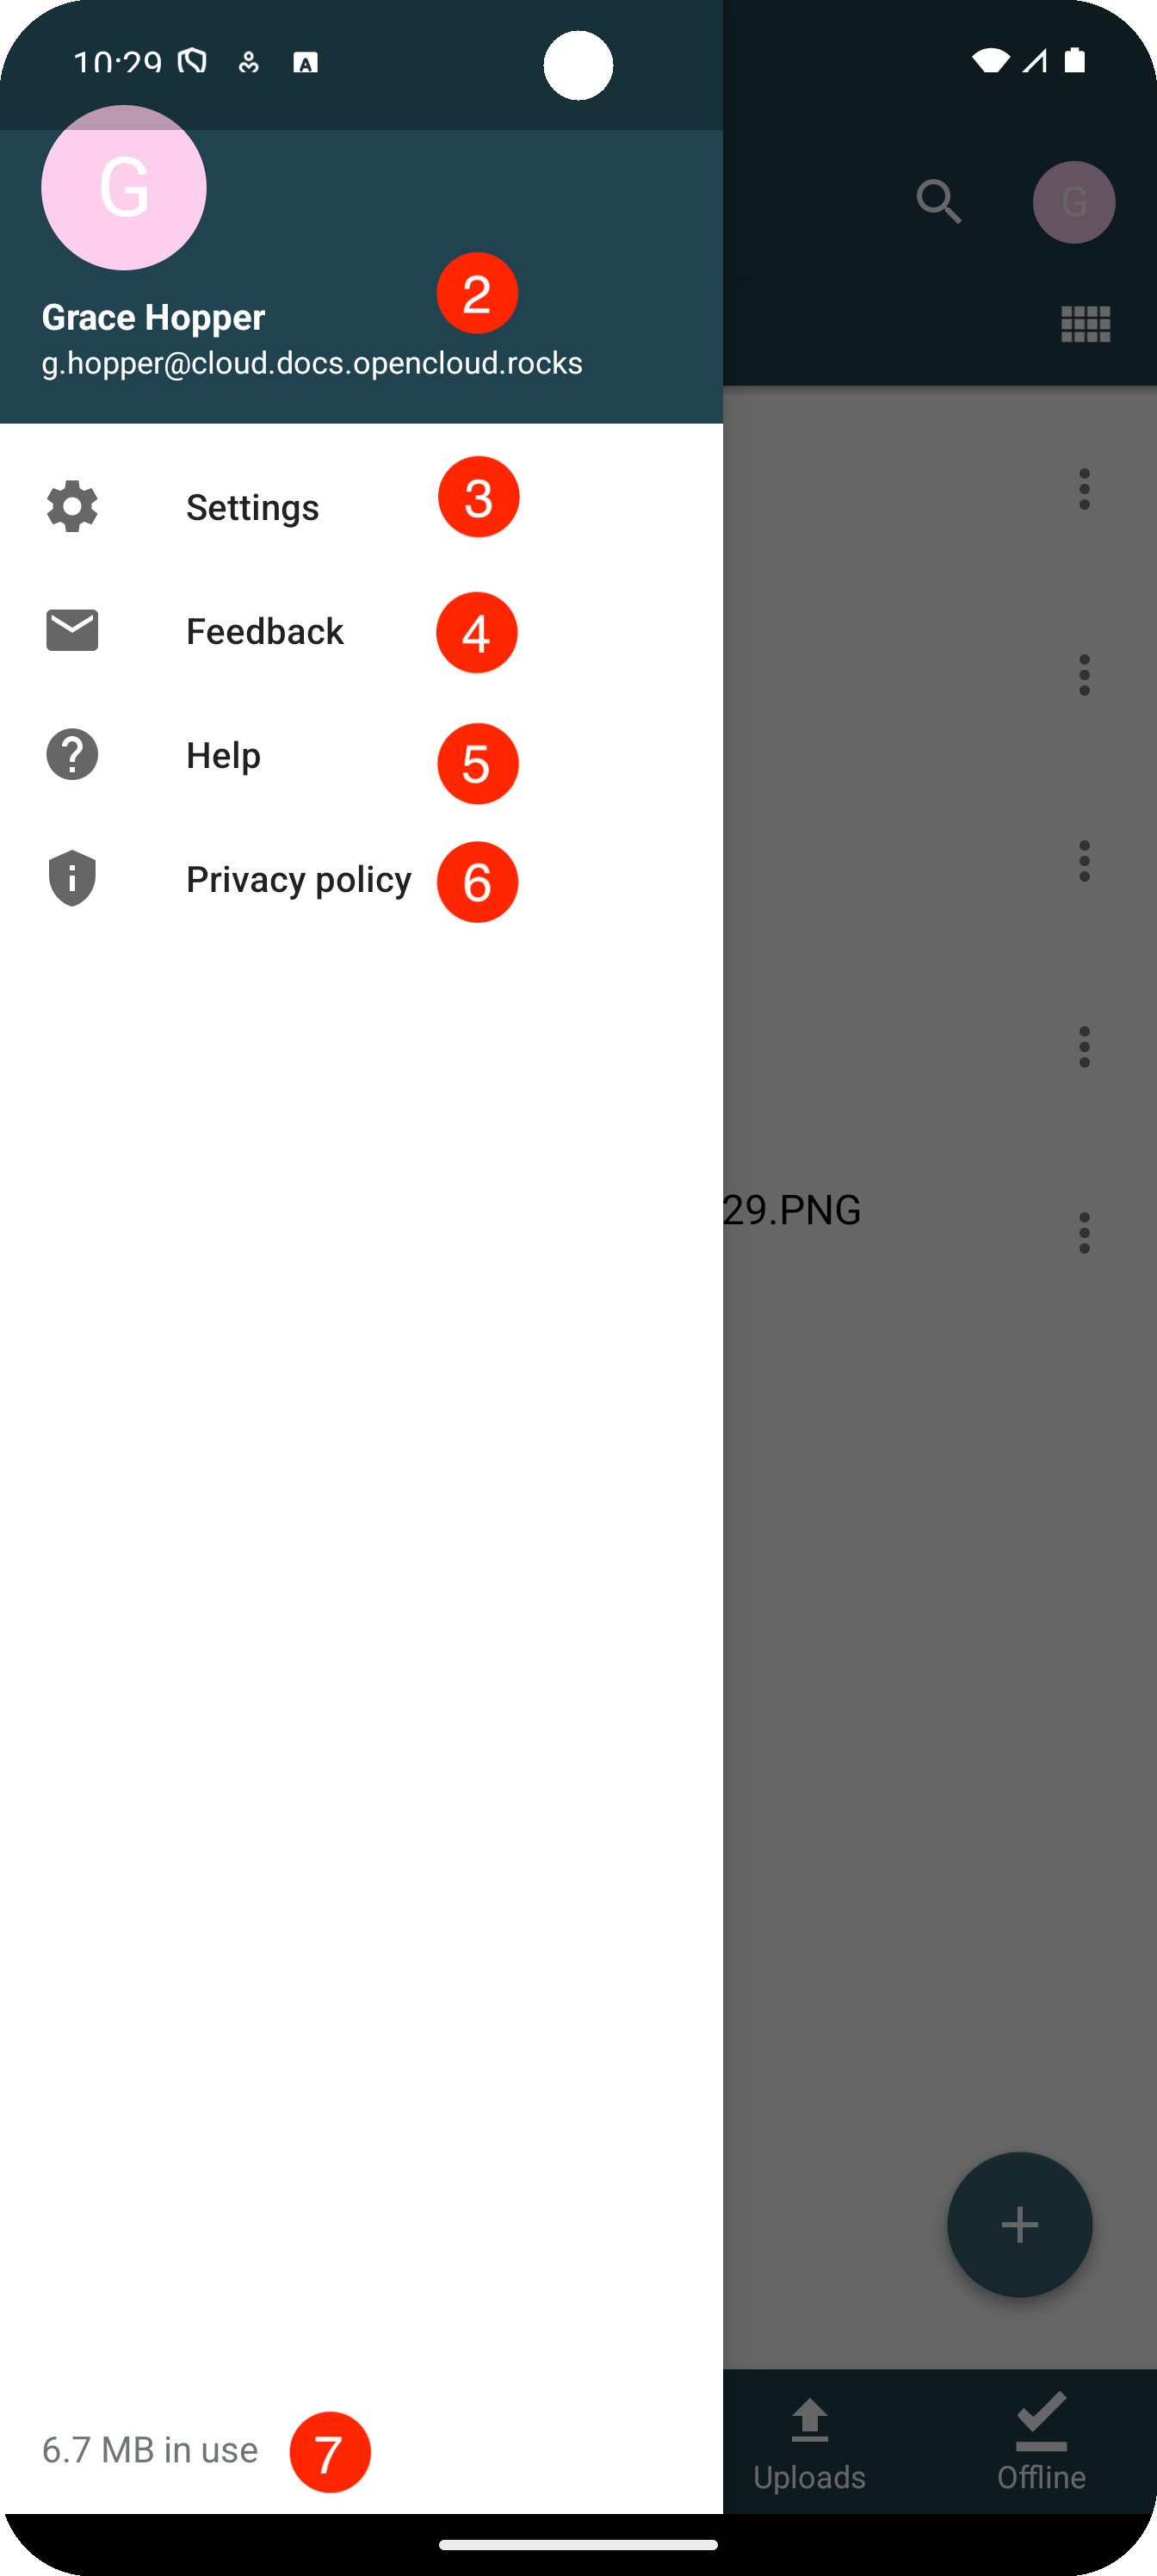 10:29 A
G
G
2
Grace Hopper
g.hopper@cloud.docs.opencloud.rocks
Settings 3
Feedback 4
Help 5
Privacy policy 6
29.PNG
6.7 MB in use 7
Uploads
Offline